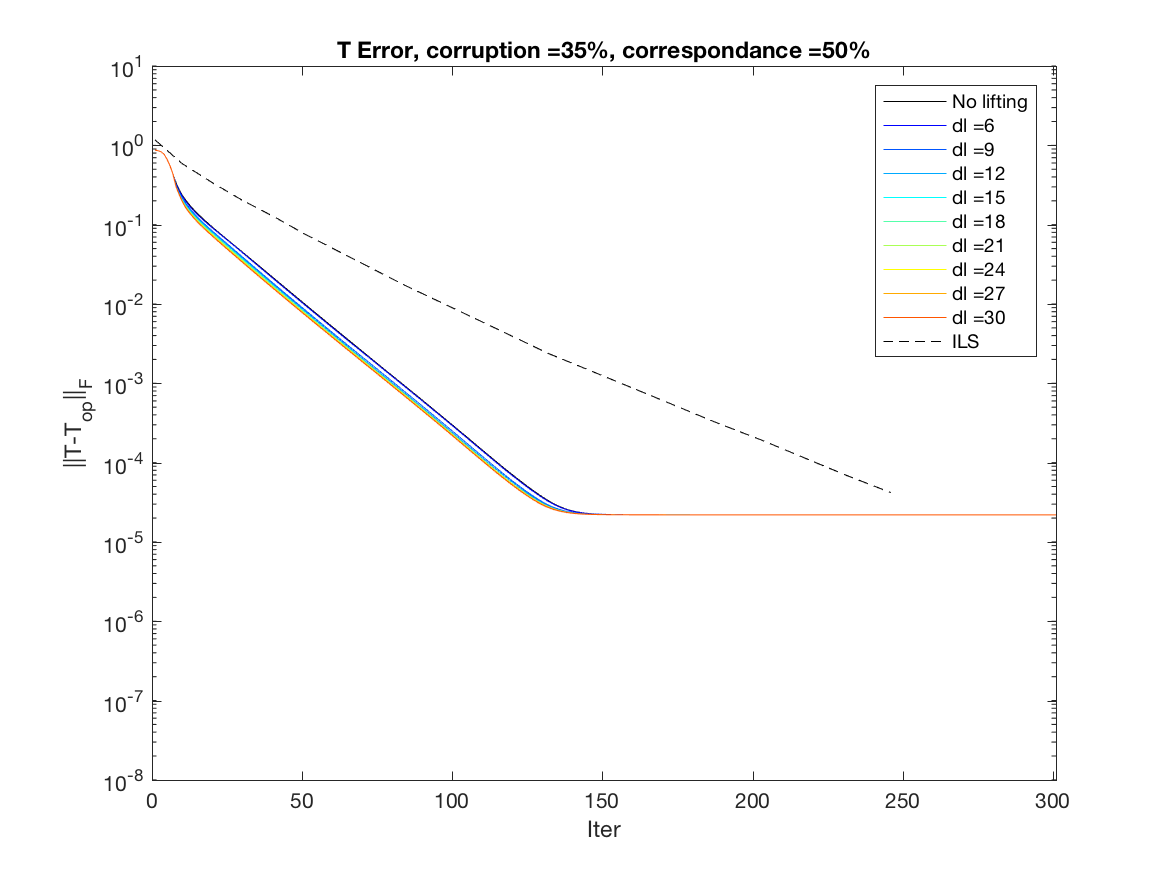 T Error, corruption =35%, correspondance =50%
10^1
10^0
10^-1
10^-2
10^-3
10^-4
10^-5
10^-6
10^-7
10^-8
||T-T_op||_F
0 50 100 150 200 250 300
Iter
No lifting
dl =6
dl =9
dl =12
dl =15
dl =18
dl =21
dl =24
dl =27
dl =30
ILS